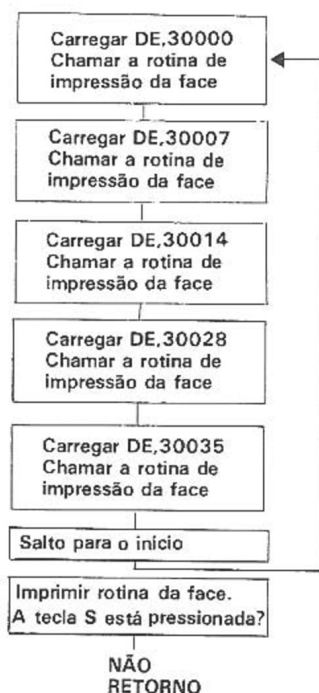 Carregar DE,30000
Chamar a rotina de
impressão da face
Carregar DE,30007
Chamar a rotina de
impressão da face
Carregar DE,30014
Chamar a rotina de
impressão da face
Carregar DE,30028
Chamar a rotina de
impressão da face
Carregar DE,30035
Chamar a rotina de
impressão da face
Salto para o início
Imprimir rotina da face.
A tecla S está pressionada?
NÃO
RETORNO